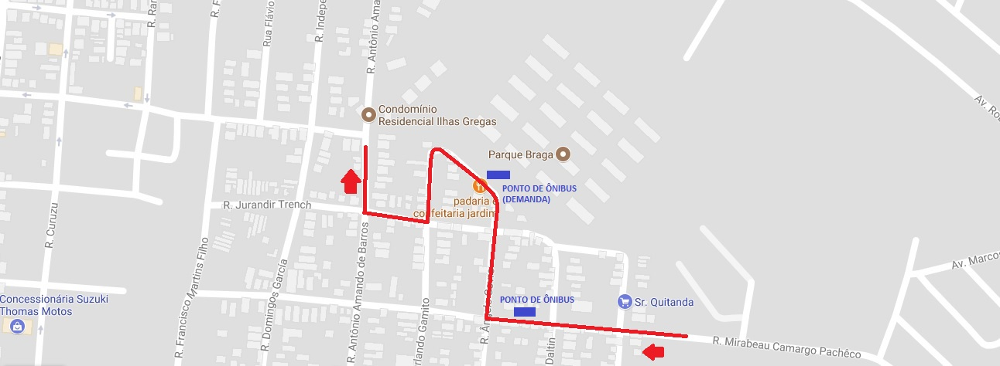 R. Ran
R. F
Rua Flávio
R. Indepe
R. Antônio Ama
Condomínio
Residencial Ilhas Gregas
Av. Ro
Parque Braga
PONTO DE ÔNIBUS
(DEMANDA)
padaria e
confeitaria jardim
R. Jurandir Trench
R. Curuzu
R. Francisco Martins Filho
R. Domingos García
R. Antônio Amando de Barros
Av. Marco
Concessionária Suzuki
Thomas Motos
PONTO DE ÔNIBUS
Sr. Quitanda
rlando Gamito
R. Ângelo
Daltin
R. Mirabeau Camargo Pachêco